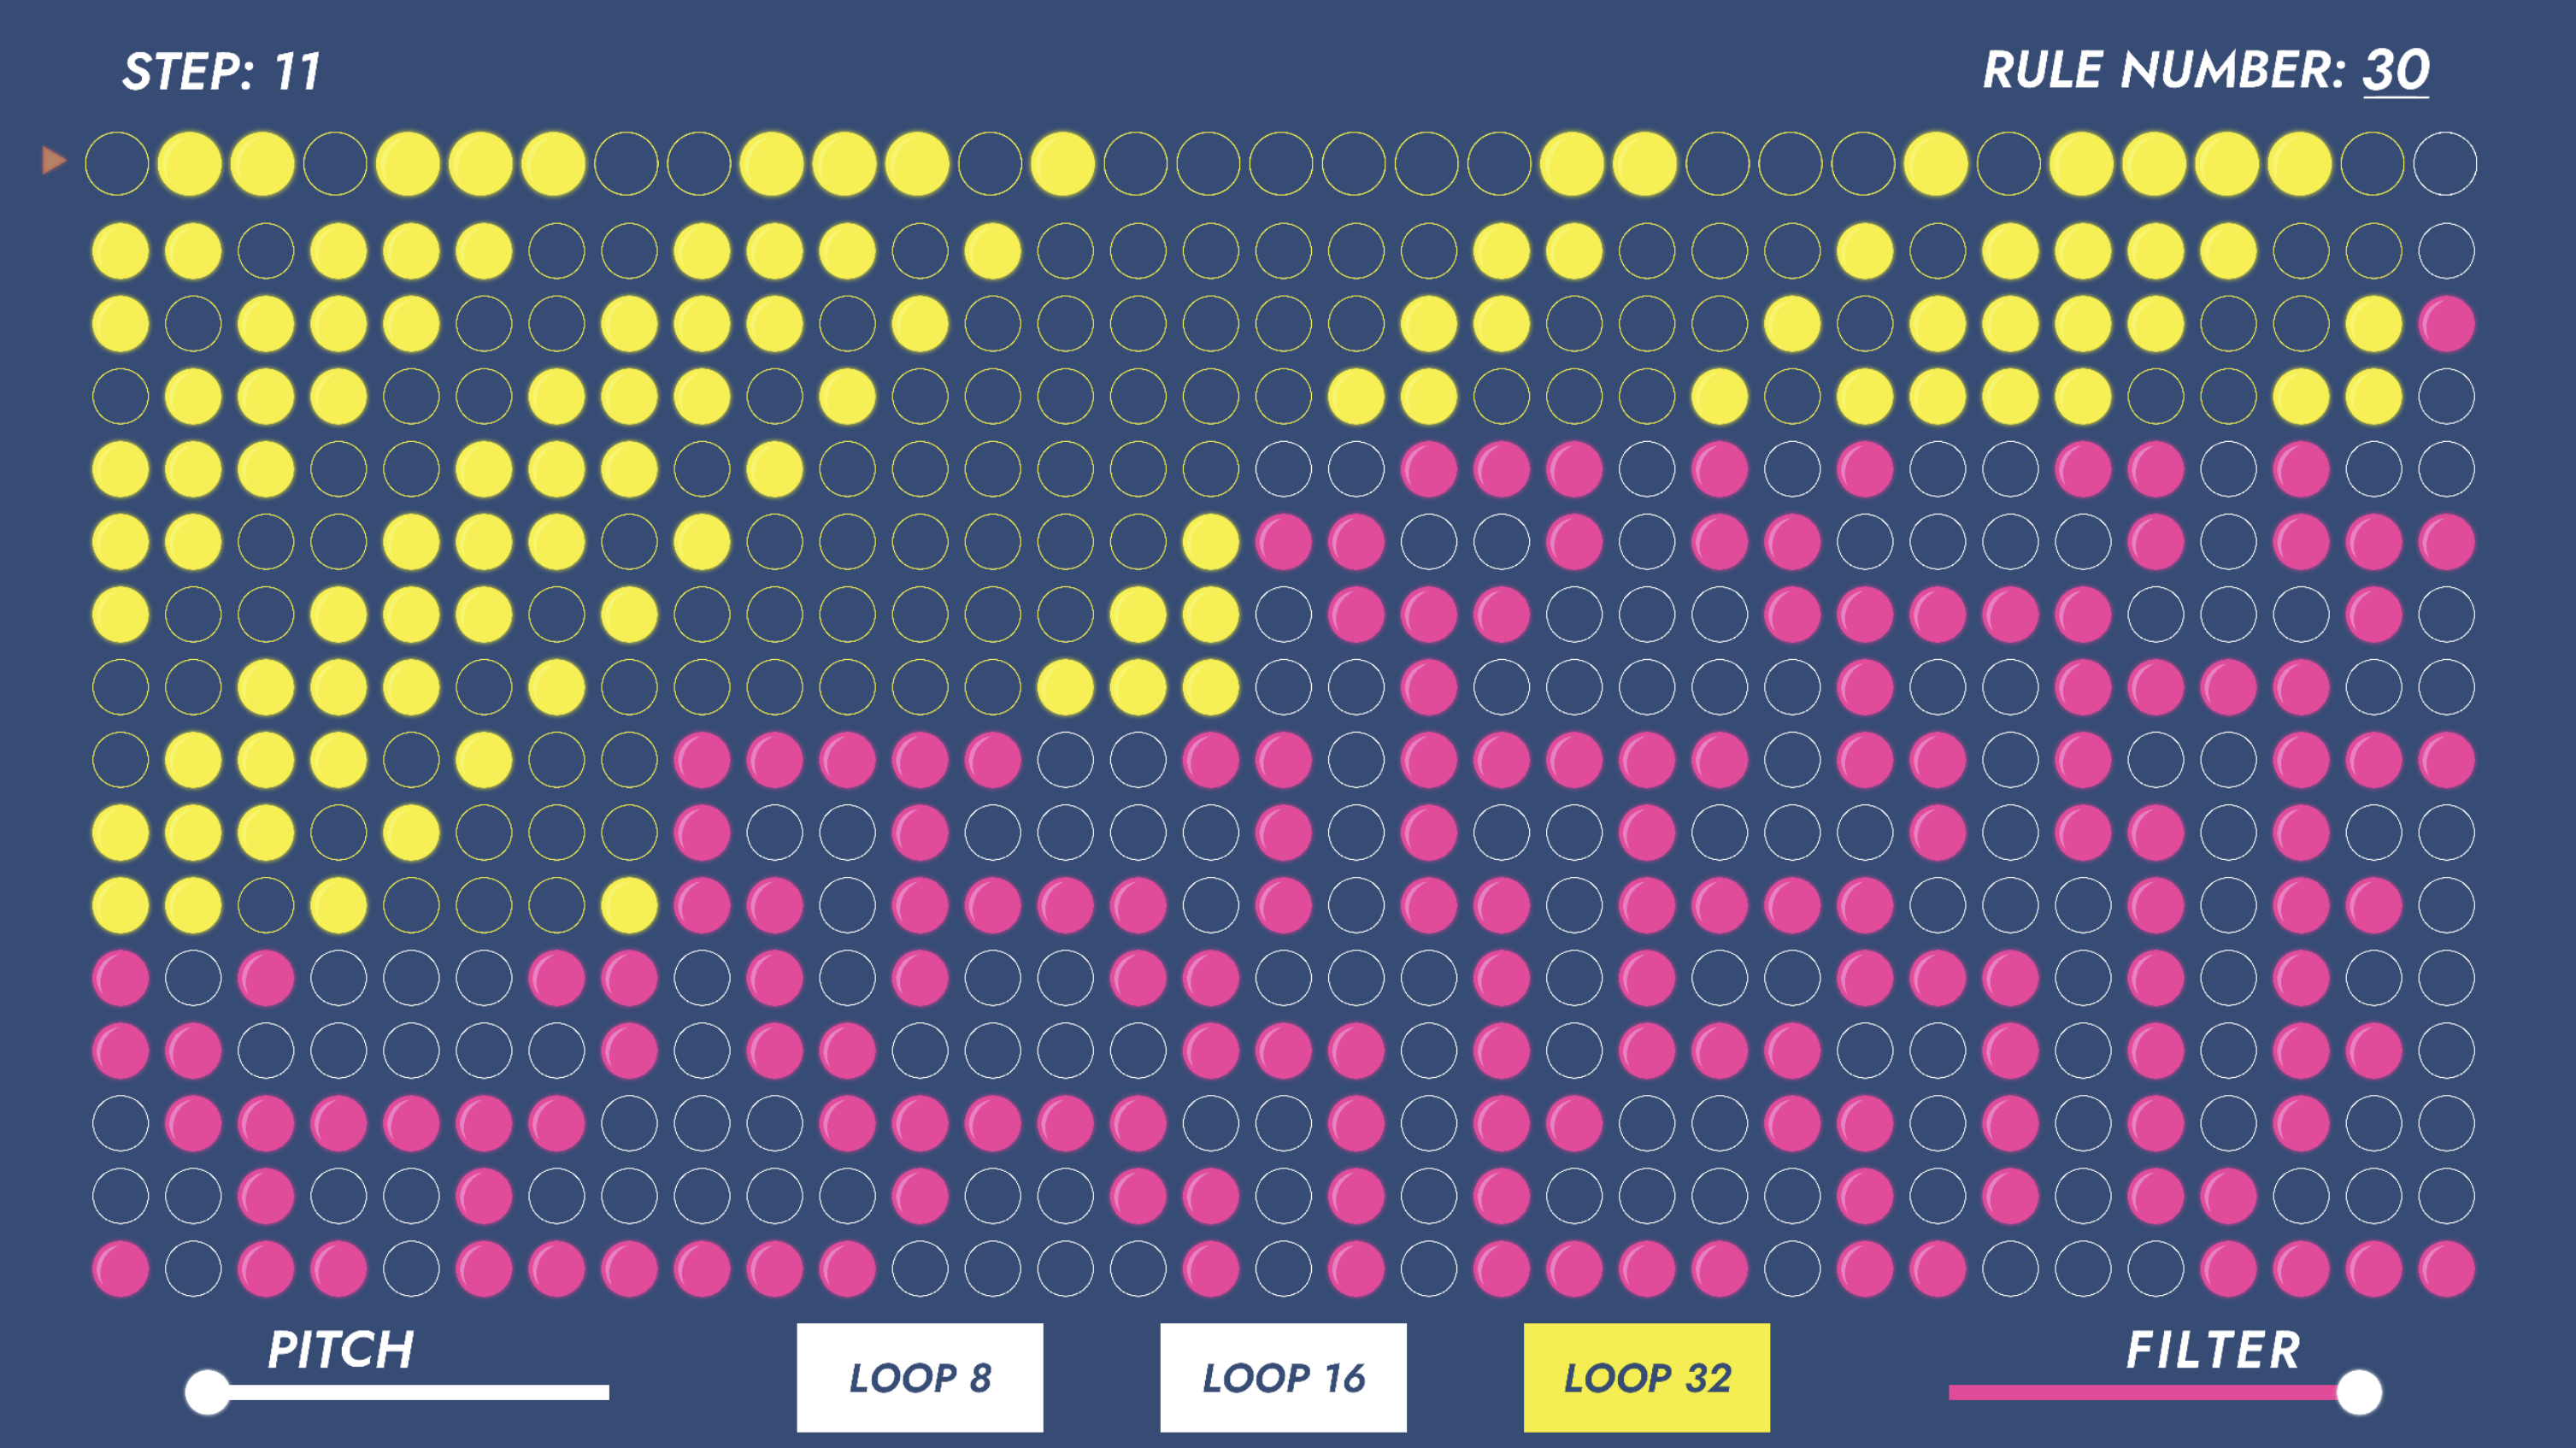 STEP: 11
RULE NUMBER: 30
PITCH
LOOP 8
LOOP 16
LOOP 32
FILTER